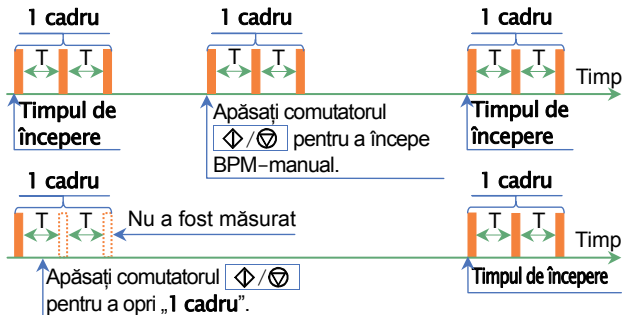 1 cadru 1 cadru 1 cadru
T T T T T T
Timp
Timpul de
începere
Apăsați comutatorul
/ pentru a începe
BPM-manual.
Timpul de
începere
1 cadru 1 cadru
T T Nu a fost măsurat T T
Timp
Apăsați comutatorul /
pentru a opri „1 cadru”.
Timpul de începere